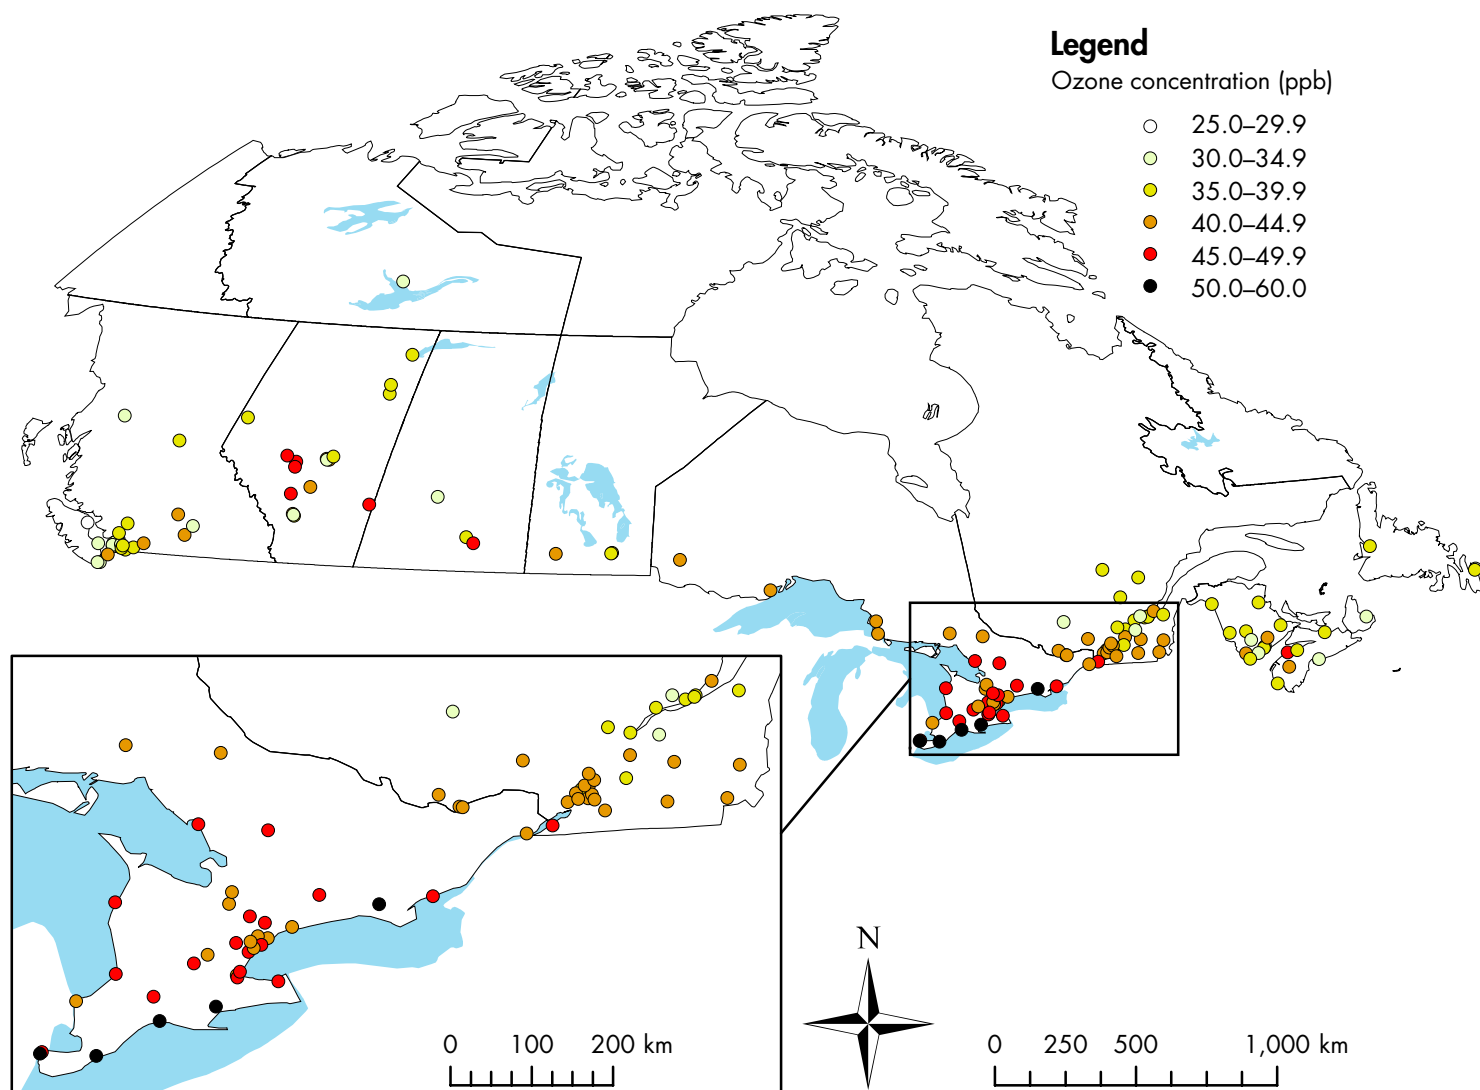 Legend
Ozone concentration (ppb)
25.0–29.9
30.0–34.9
35.0–39.9
40.0–44.9
45.0–49.9
50.0–60.0
N
0 100 200 km
0 250 500 1,000 km